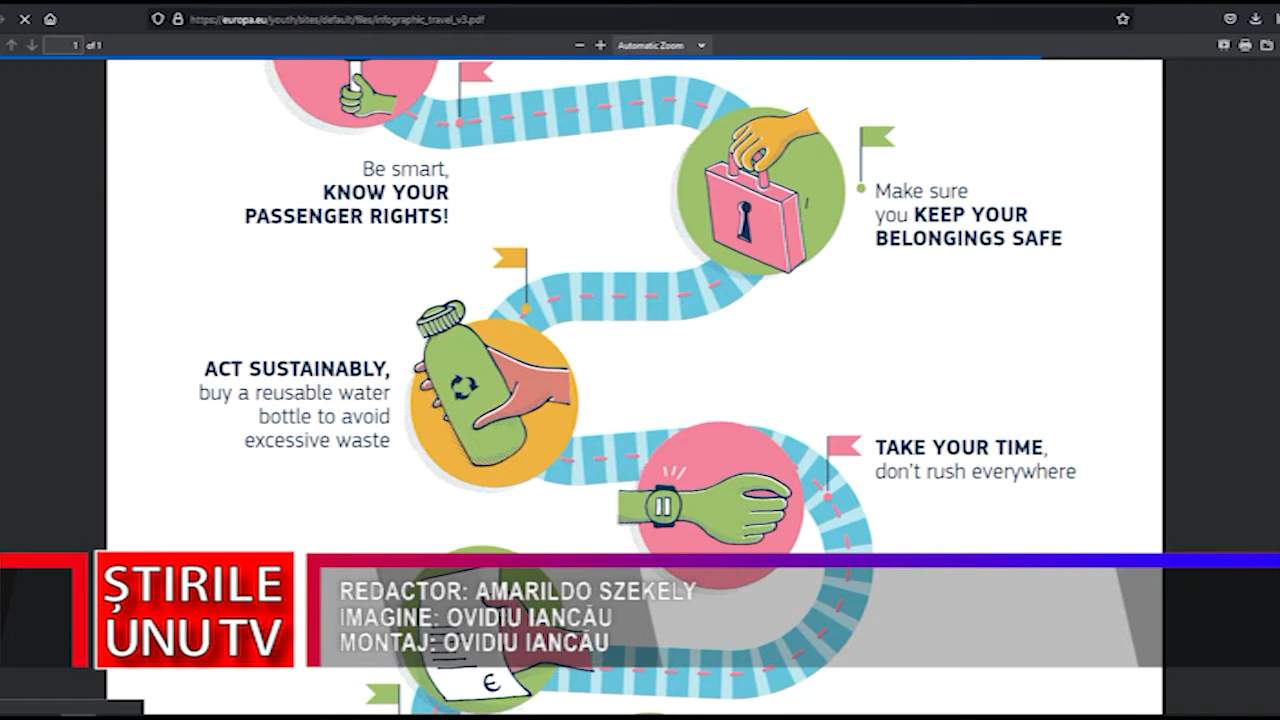 https://europa.eu/youth/sites/default/files/infographic_travel_v3.pdf
1 of 1
Automatic Zoom
Be smart,
KNOW YOUR
PASSENGER RIGHTS!
Make sure
you KEEP YOUR
BELONGINGS SAFE
ACT SUSTAINABLY,
buy a reusable water
bottle to avoid
excessive waste
TAKE YOUR TIME,
don't rush everywhere
€
ȘTIRILE
UNU TV
REDACTOR: AMARILDO SZEKELY
IMAGINE: OVIDIU IANCĂU
MONTAJ: OVIDIU IANCĂU